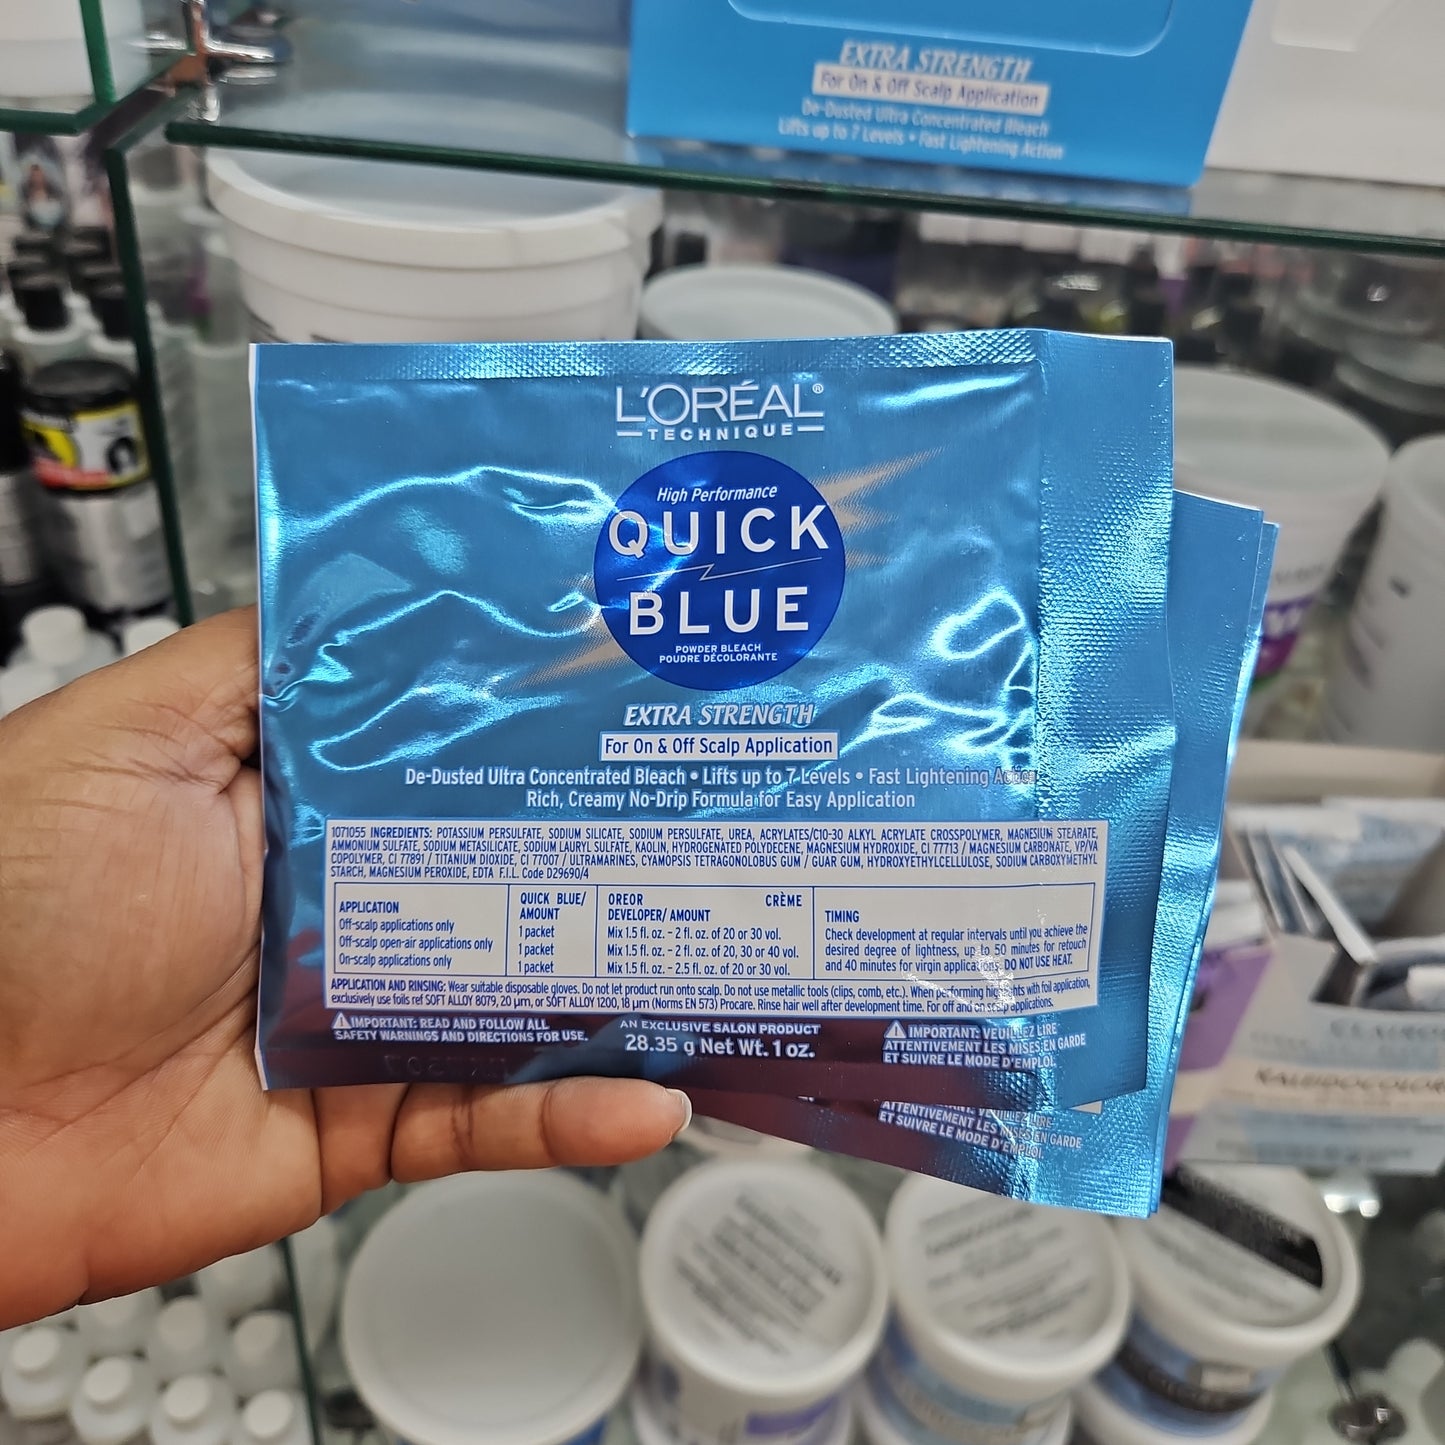 EXTRA STRENGTH
For On & Off Scalp Application
De-Dusted Ultra Concentrated Bleach
Lifts up to 7 Levels • Fast Lightening Action
L'ORÉAL®
TECHNIQUE
High Performance
QUICK
BLUE
POWDER BLEACH
POUDRE DÉCOLORANTE
EXTRA STRENGTH
For On & Off Scalp Application
De-Dusted Ultra Concentrated Bleach • Lifts up to 7 Levels • Fast Lightening Action
Rich, Creamy No-Drip Formula for Easy Application
1071055 INGREDIENTS: POTASSIUM PERSULFATE, SODIUM SILICATE, SODIUM PERSULFATE, UREA, ACRYLATES/C10-30 ALKYL ACRYLATE CROSSPOLYMER, MAGNESIUM STEARATE,
AMMONIUM SULFATE, SODIUM METASILICATE, SODIUM LAURYL SULFATE, KAOLIN, HYDROGENATED POLYDECENE, MAGNESIUM HYDROXIDE, CI 77713 / MAGNESIUM CARBONATE, VP/VA
COPOLYMER, CI 77891 / TITANIUM DIOXIDE, CI 77007 / ULTRAMARINES, CYAMOPSIS TETRAGONOLOBUS GUM / GUAR GUM, HYDROXYETHYLCELLULOSE, SODIUM CARBOXYMETHYL
STARCH, MAGNESIUM PEROXIDE, EDTA F.I.L. Code D29690/4
APPLICATION
Off-scalp applications only
Off-scalp open-air applications only
On-scalp applications only
QUICK BLUE/
AMOUNT
1 packet
1 packet
1 packet
OREOR CRÈME
DEVELOPER/ AMOUNT
Mix 1.5 fl. oz. - 2 fl. oz. of 20 or 30 vol.
Mix 1.5 fl. oz. - 2 fl. oz. of 20, 30 or 40 vol.
Mix 1.5 fl. oz. - 2.5 fl. oz. of 20 or 30 vol.
TIMING
Check development at regular intervals until you achieve the
desired degree of lightness, up to 50 minutes for retouch
and 40 minutes for virgin applications. DO NOT USE HEAT.
APPLICATION AND RINSING: Wear suitable disposable gloves. Do not let product run onto scalp. Do not use metallic tools (clips, comb, etc.). When performing highlights with foil application,
exclusively use foils ref SOFT ALLOY 8079, 20 µm, or SOFT ALLOY 1200, 18 µm (Norms EN 573) Procare. Rinse hair well after development time. For off and on scalp applications.
IMPORTANT: READ AND FOLLOW ALL
SAFETY WARNINGS AND DIRECTIONS FOR USE.
AN EXCLUSIVE SALON PRODUCT
28.35 g Net Wt. 1 oz.
IMPORTANT: VEUILLEZ LIRE
ATTENTIVEMENT LES MISES EN GARDE
ET SUIVRE LE MODE D'EMPLOI.
ATTENTIVEMENT LES MISES EN GARDE
ET SUIVRE LE MODE D'EMPLOI.
CLAIROL
KALEIDOCOLOR